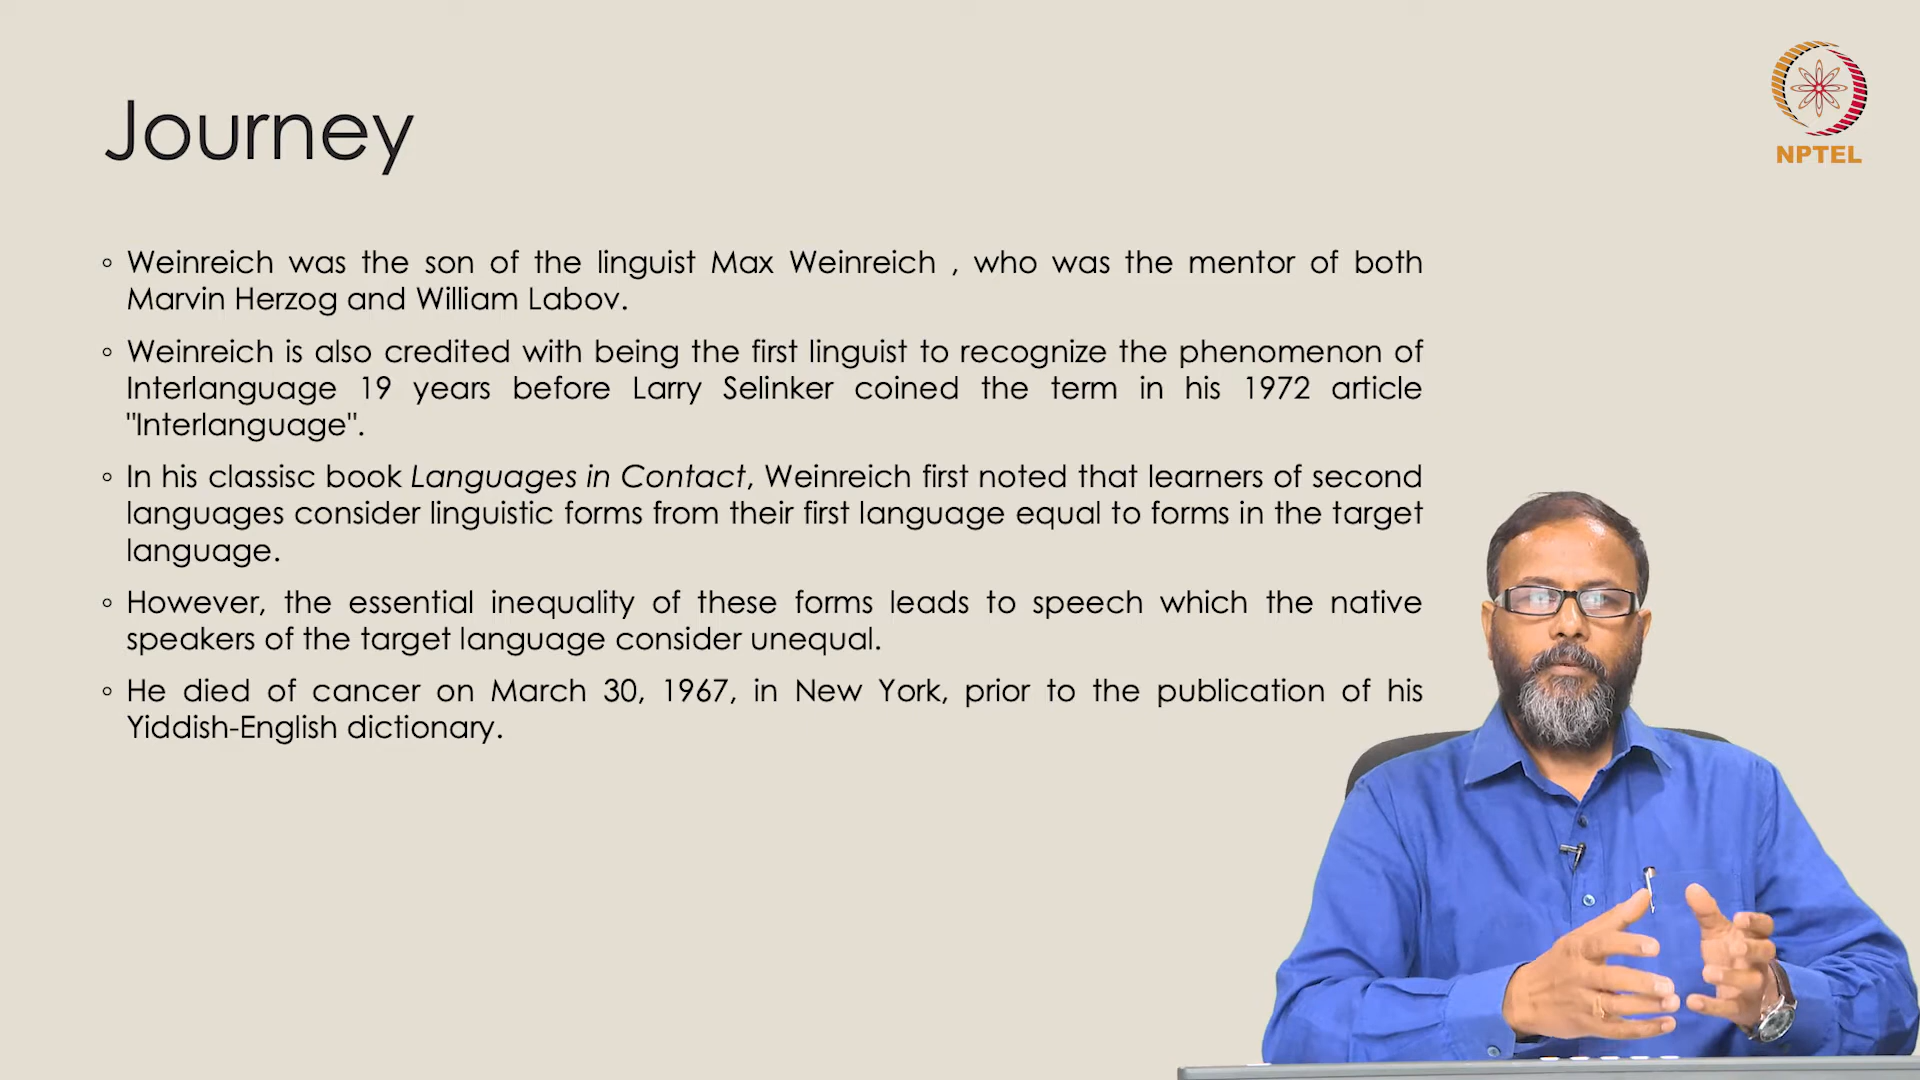 Journey
NPTEL
Weinreich was the son of the linguist Max Weinreich , who was the mentor of both
Marvin Herzog and William Labov.
Weinreich is also credited with being the first linguist to recognize the phenomenon of
Interlanguage 19 years before Larry Selinker coined the term in his 1972 article
"Interlanguage".
In his classisc book Languages in Contact, Weinreich first noted that learners of second
languages consider linguistic forms from their first language equal to forms in the target
language.
However, the essential inequality of these forms leads to speech which the native
speakers of the target language consider unequal.
He died of cancer on March 30, 1967, in New York, prior to the publication of his
Yiddish-English dictionary.